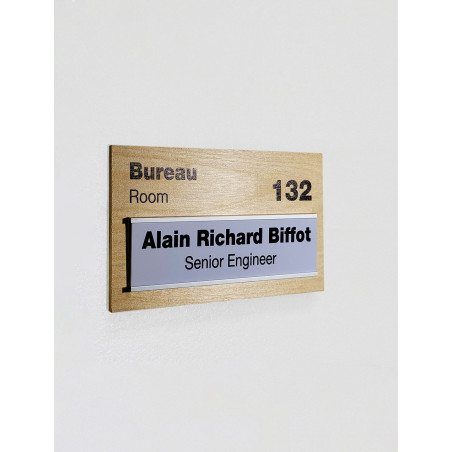 Bureau
Room
132
Alain Richard Biffot
Senior Engineer